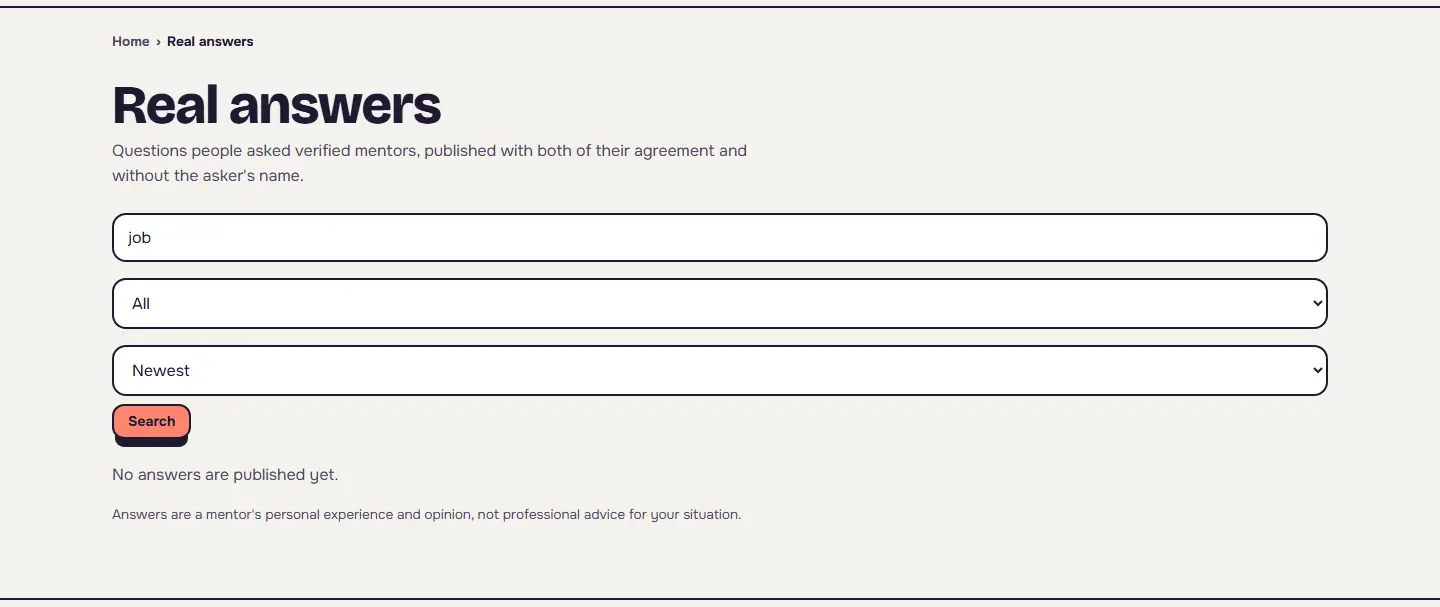 Home › Real answers
Real answers
Questions people asked verified mentors, published with both of their agreement and
without the asker's name.
job
All
Newest
Search
No answers are published yet.
Answers are a mentor's personal experience and opinion, not professional advice for your situation.